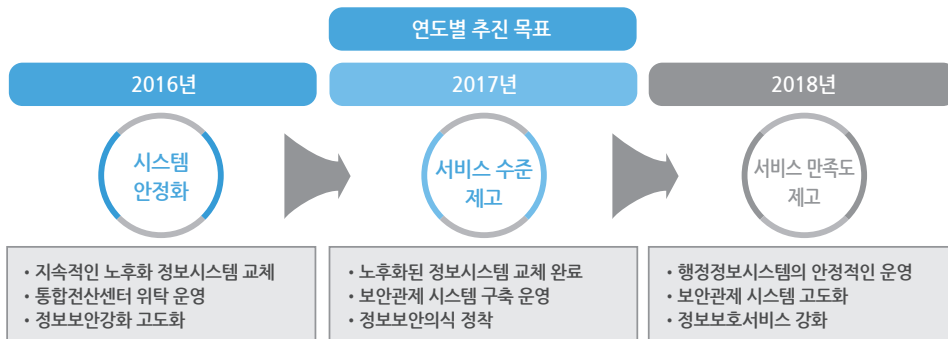 연도별 추진 목표
2016년
2017년
2018년
시스템
안정화
서비스 수준
제고
서비스 만족도
제고
• 지속적인 노후화 정보시스템 교체
• 통합전산센터 위탁 운영
• 정보보안강화 고도화
• 노후화된 정보시스템 교체 완료
• 보안관제 시스템 구축 운영
• 정보보안의식 정착
• 행정정보시스템의 안정적인 운영
• 보안관제 시스템 고도화
• 정보보호서비스 강화